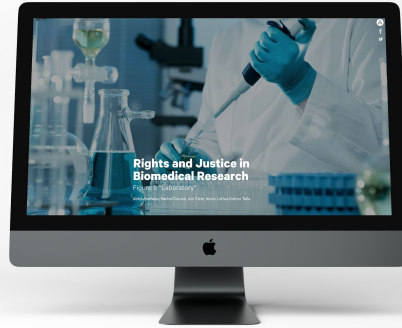 Rights and Justice in
Biomedical Research
Figure 1: "Laboratory"